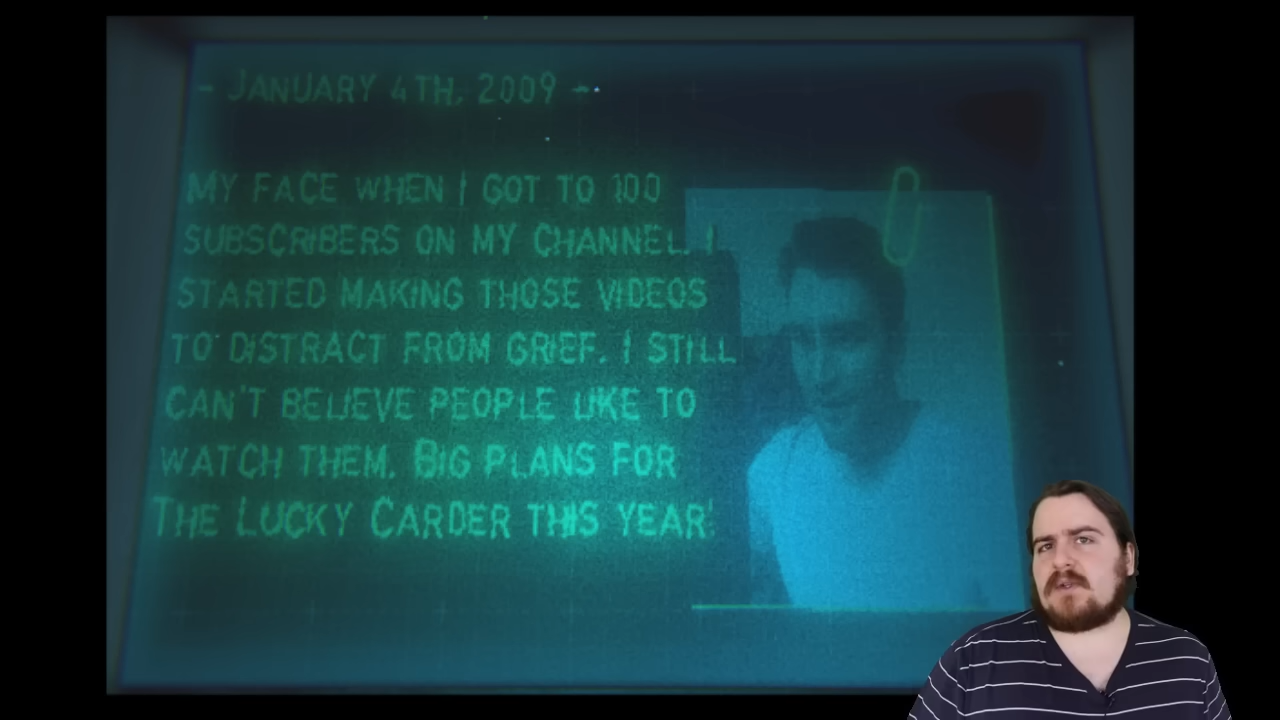 - January 4th, 2009 -
My face when I got to 100
subscribers on my channel. I
started making those videos
to distract from grief. I still
can't believe people like to
watch them. Big plans for
The Lucky Carder this year!